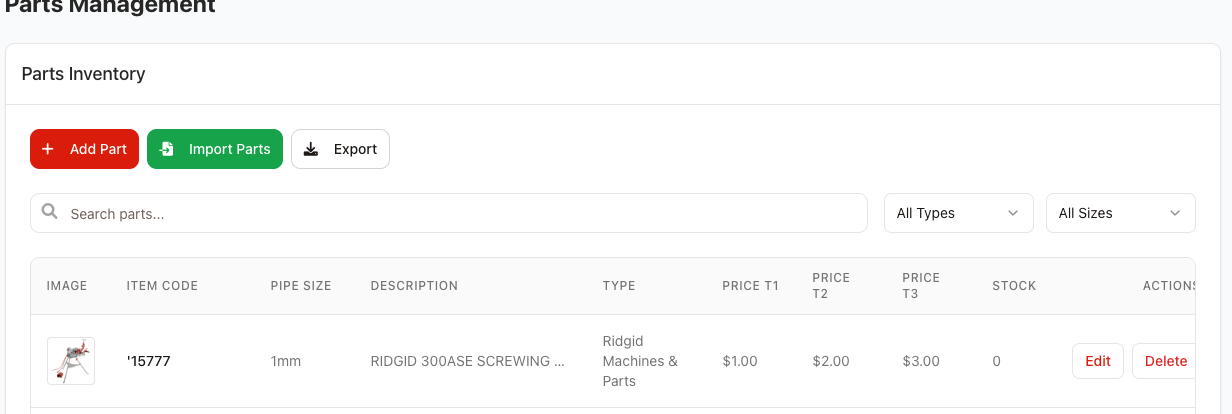 Parts Management
Parts Inventory
Add Part
Import Parts
Export
Search parts...
All Types
All Sizes
IMAGE
ITEM CODE
PIPE SIZE
DESCRIPTION
TYPE
PRICE T1
PRICE
T2
PRICE
T3
STOCK
ACTIONS
'15777
1mm
RIDGID 300ASE SCREWING ...
Ridgid
Machines &
Parts
$1.00
$2.00
$3.00
0
Edit
Delete